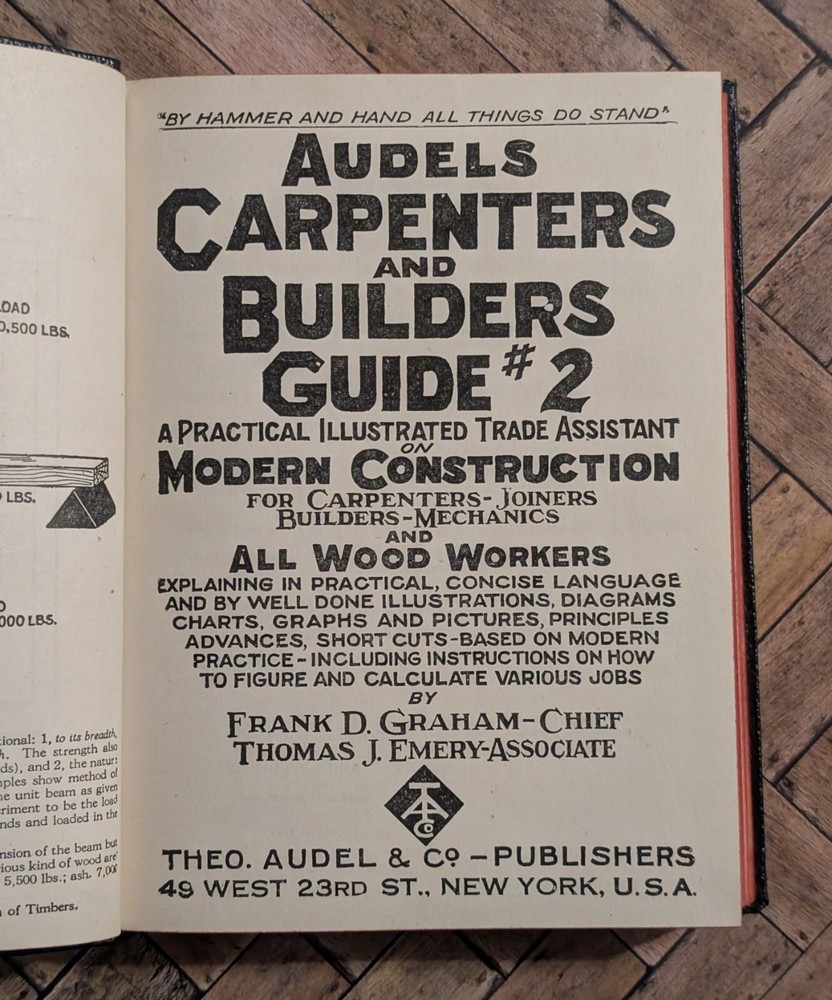 OAD
0,500 LBS.
LBS.
000 LBS.
tional: 1, to its breadth,
h. The strength also
ds), and 2, the nature
ples show method of
e unit beam as given
eriment to be the load
nds and loaded in the
nsion of the beam but
ious kind of wood are
5,500 lbs.; ash, 7,000
of Timbers.
"BY HAMMER AND HAND ALL THINGS DO STAND"
AUDELS
CARPENTERS
AND
BUILDERS
GUIDE #2
A PRACTICAL ILLUSTRATED TRADE ASSISTANT
ON
MODERN CONSTRUCTION
FOR CARPENTERS-JOINERS
BUILDERS-MECHANICS
AND
ALL WOOD WORKERS
EXPLAINING IN PRACTICAL, CONCISE LANGUAGE
AND BY WELL DONE ILLUSTRATIONS, DIAGRAMS
CHARTS, GRAPHS AND PICTURES, PRINCIPLES
ADVANCES, SHORT CUTS-BASED ON MODERN
PRACTICE-INCLUDING INSTRUCTIONS ON HOW
TO FIGURE AND CALCULATE VARIOUS JOBS
BY
FRANK D. GRAHAM-CHIEF
THOMAS J. EMERY-ASSOCIATE
TA
Co
THEO. AUDEL & Co. - PUBLISHERS
49 WEST 23RD ST., NEW YORK, U.S.A.